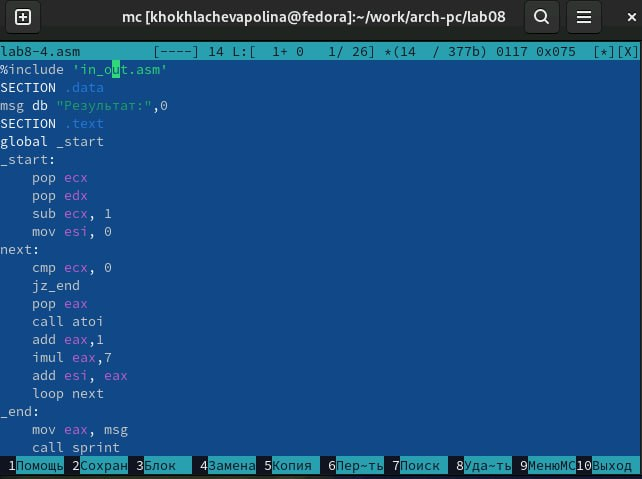 mc [khokhlachevapolina@fedora]:~/work/arch-pc/lab08
lab8-4.asm [----] 14 L:[ 1+ 0 1/ 26] *(14 / 377b) 0117 0x075 [*][X]
%include 'in_out.asm'
SECTION .data
msg db "Результат:",0
SECTION .text
global _start
_start:
    pop ecx
    pop edx
    sub ecx, 1
    mov esi, 0
next:
    cmp ecx, 0
    jz_end
    pop eax
    call atoi
    add eax,1
    imul eax,7
    add esi, eax
    loop next
_end:
    mov eax, msg
    call sprint
1Помощь 2Сохран 3Блок 4Замена 5Копия 6Пер~ть 7Поиск 8Уда~ть 9МенюMC 10Выход